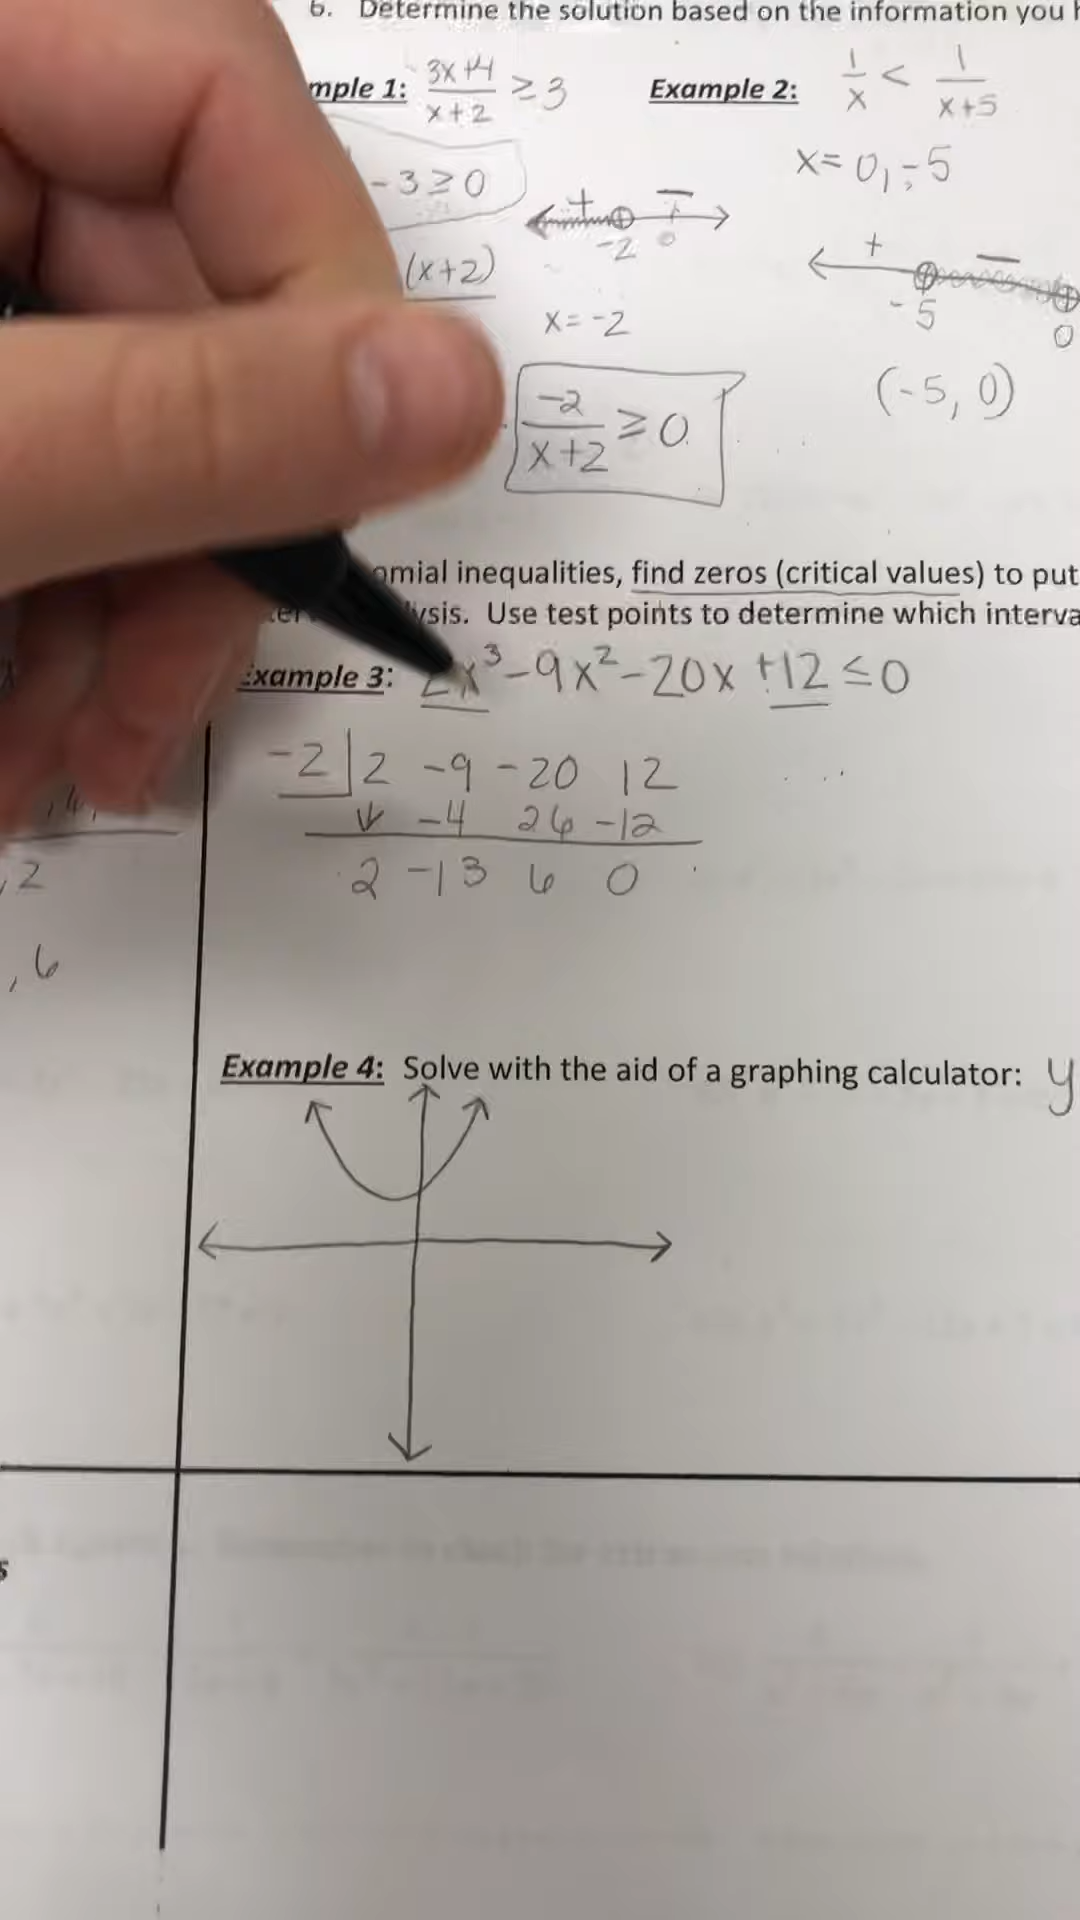 6. Determine the solution based on the information you
mple 1: 3x+4/x+2 ≥ 3 Example 2: 1/x < 1/x+5
x = 0, -5
-3 ≥ 0
+ −
-2 0
(x+2)
+ −
-5 0
x = -2
(-5, 0)
-2/x+2 ≥ 0
omial inequalities, find zeros (critical values) to put
ysis. Use test points to determine which interva
xample 3: 2x³-9x²-20x+12 ≤ 0
-2 | 2 -9 -20 12
↓ -4 26 -12
, 2
2 -13 6 0
, 6
Example 4: Solve with the aid of a graphing calculator: y